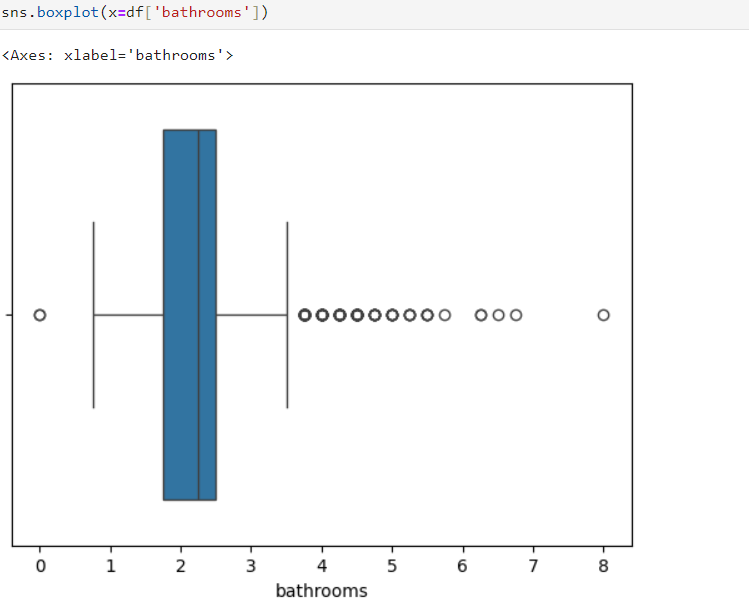 sns.boxplot(x=df['bathrooms'])
<Axes: xlabel='bathrooms'>
0 1 2 3 4 5 6 7 8
bathrooms